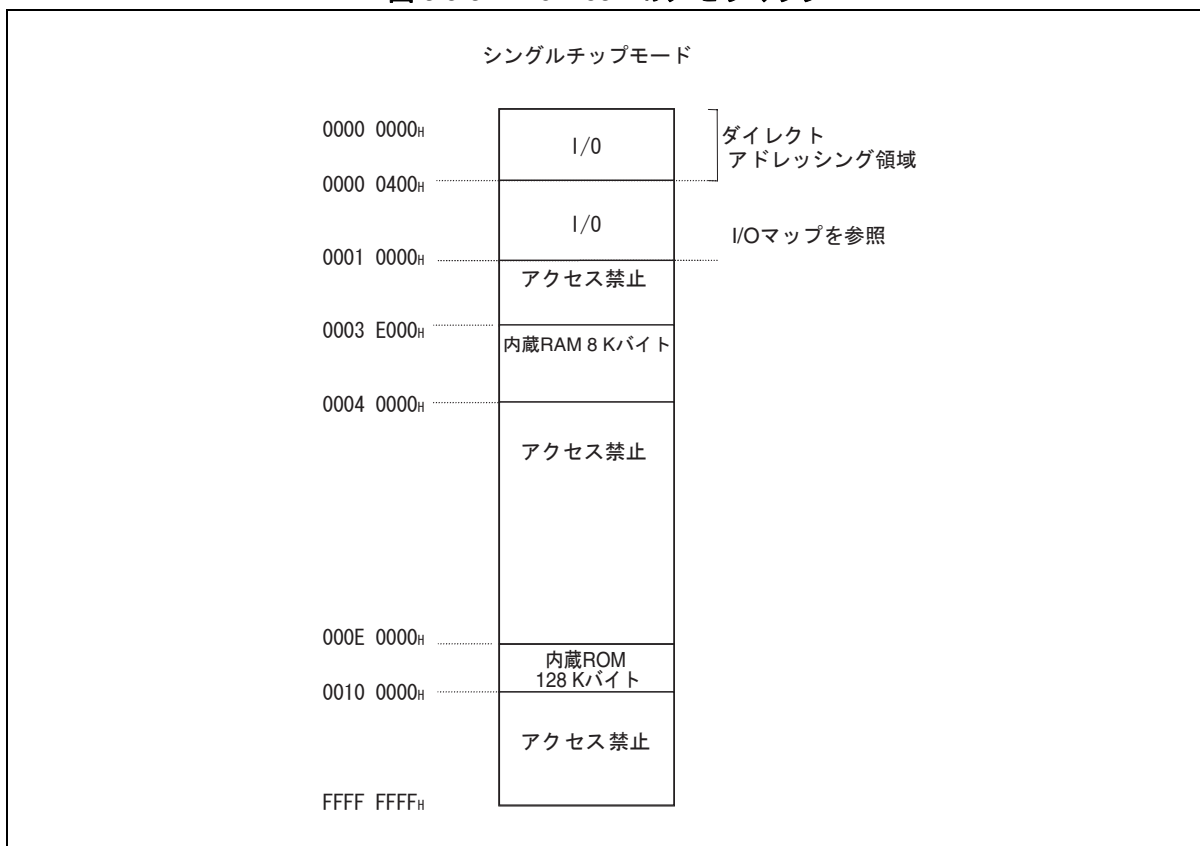 シングルチップモード
0000 0000H
I/O
ダイレクト
アドレッシング領域
0000 0400H
I/O
I/Oマップを参照
0001 0000H
アクセス禁止
0003 E000H
内蔵RAM 8 Kバイト
0004 0000H
アクセス禁止
000E 0000H
内蔵ROM
128 Kバイト
0010 0000H
アクセス禁止
FFFF FFFFH